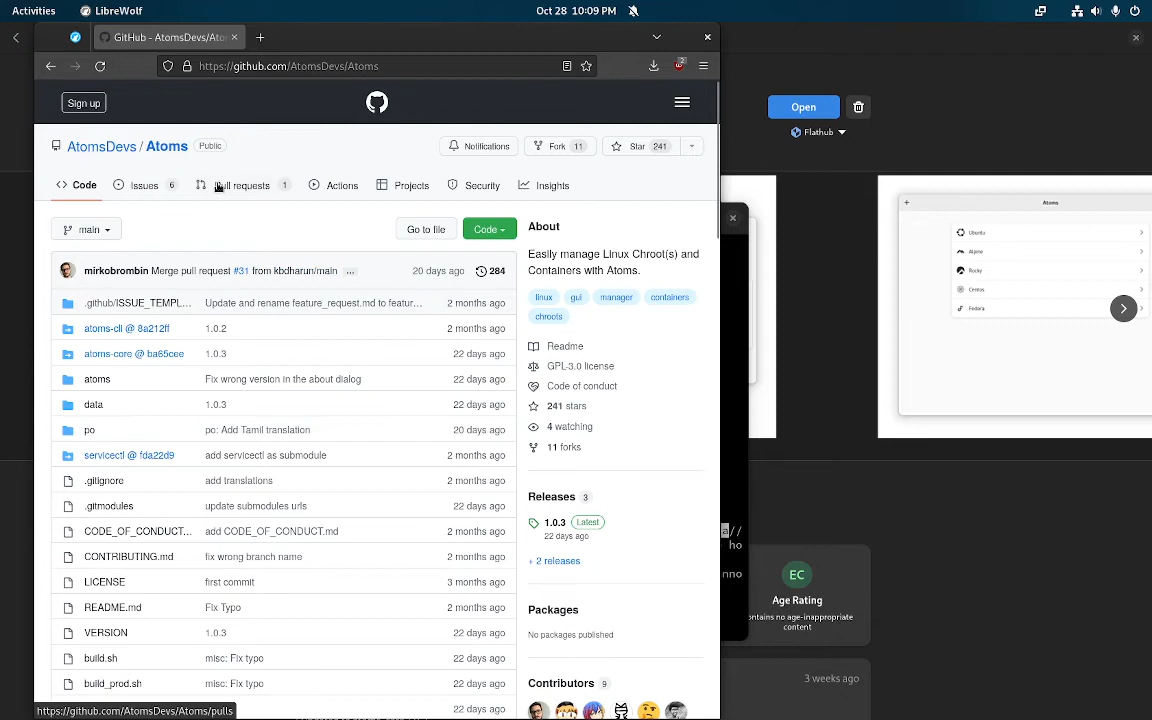 Activities LibreWolf Oct 28 10:09 PM
GitHub - AtomsDevs/Ato
https://github.com/AtomsDevs/Atoms 2
Sign up
AtomsDevs / Atoms Public Notifications Fork 11 Star 241
Code Issues 6 Pull requests 1 Actions Projects Security Insights
main Go to file Code
mirkobrombin Merge pull request #31 from kbdharun/main ... 20 days ago 284
.github/ISSUE_TEMPL... Update and rename feature_request.md to featur... 2 months ago
atoms-cli @ 8a212ff 1.0.2 2 months ago
atoms-core @ ba65cee 1.0.3 22 days ago
atoms Fix wrong version in the about dialog 22 days ago
data 1.0.3 22 days ago
po po: Add Tamil translation 20 days ago
servicectl @ fda22d9 add servicectl as submodule 2 months ago
.gitignore add translations 2 months ago
.gitmodules update submodules urls 22 days ago
CODE_OF_CONDUCT... add CODE_OF_CONDUCT.md 2 months ago
CONTRIBUTING.md fix wrong branch name 2 months ago
LICENSE first commit 3 months ago
README.md Fix Typo 2 months ago
VERSION 1.0.3 22 days ago
build.sh misc: Fix typo 22 days ago
build_prod.sh misc: Fix typo 22 days ago
22 days ago
https://github.com/AtomsDevs/Atoms/pulls
About
Easily manage Linux Chroot(s) and
Containers with Atoms.
linux gui manager containers
chroots
Readme
GPL-3.0 license
Code of conduct
241 stars
4 watching
11 forks
Releases 3
1.0.3 Latest
22 days ago
+ 2 releases
Packages
No packages published
Contributors 9
//
ho
nno
Open
Flathub
Atoms
Ubuntu
Alpine
Rocky
Centos
Fedora
EC
Age Rating
ontains no age-inappropriate
content
3 weeks ago